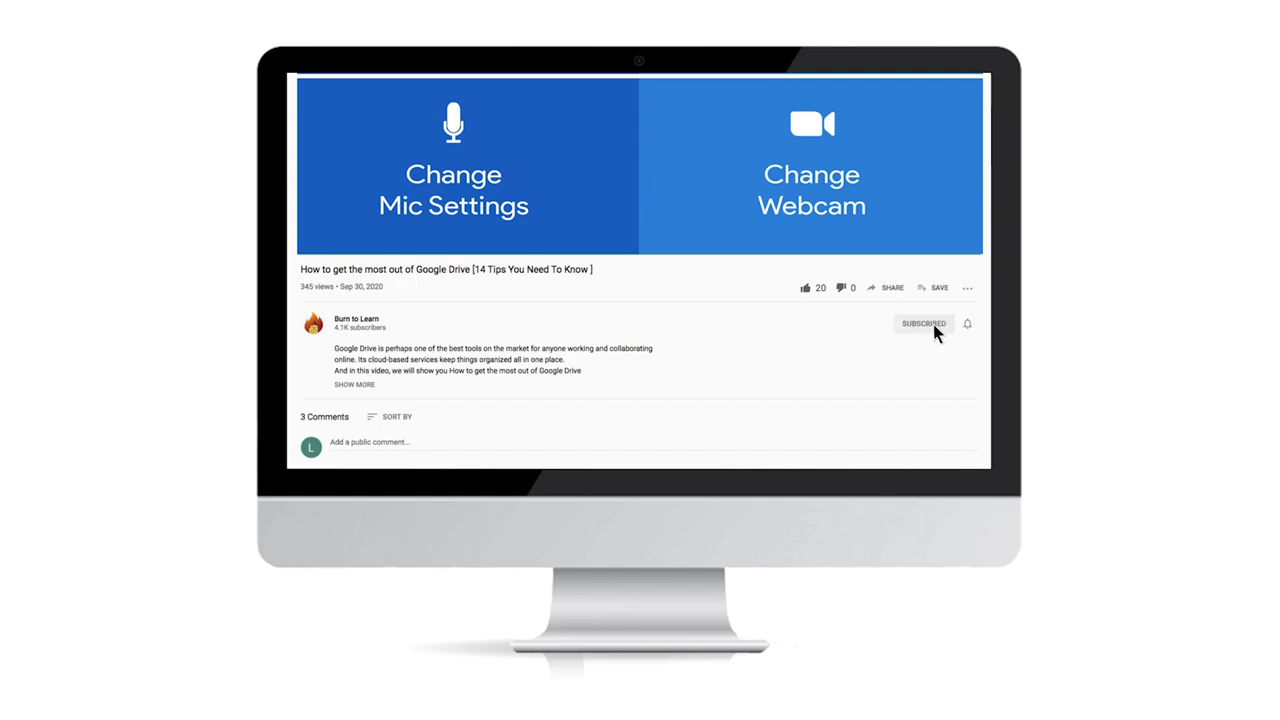 Change
Mic Settings
Change
Webcam
How to get the most out of Google Drive [14 Tips You Need To Know ]
345 views • Sep 30, 2020
20
0
SHARE
SAVE
Burn to Learn
4.1K subscribers
SUBSCRIBED
Google Drive is perhaps one of the best tools on the market for anyone working and collaborating
online. Its cloud-based services keep things organized all in one place.
And in this video, we will show you How to get the most out of Google Drive
SHOW MORE
3 Comments
SORT BY
L
Add a public comment...